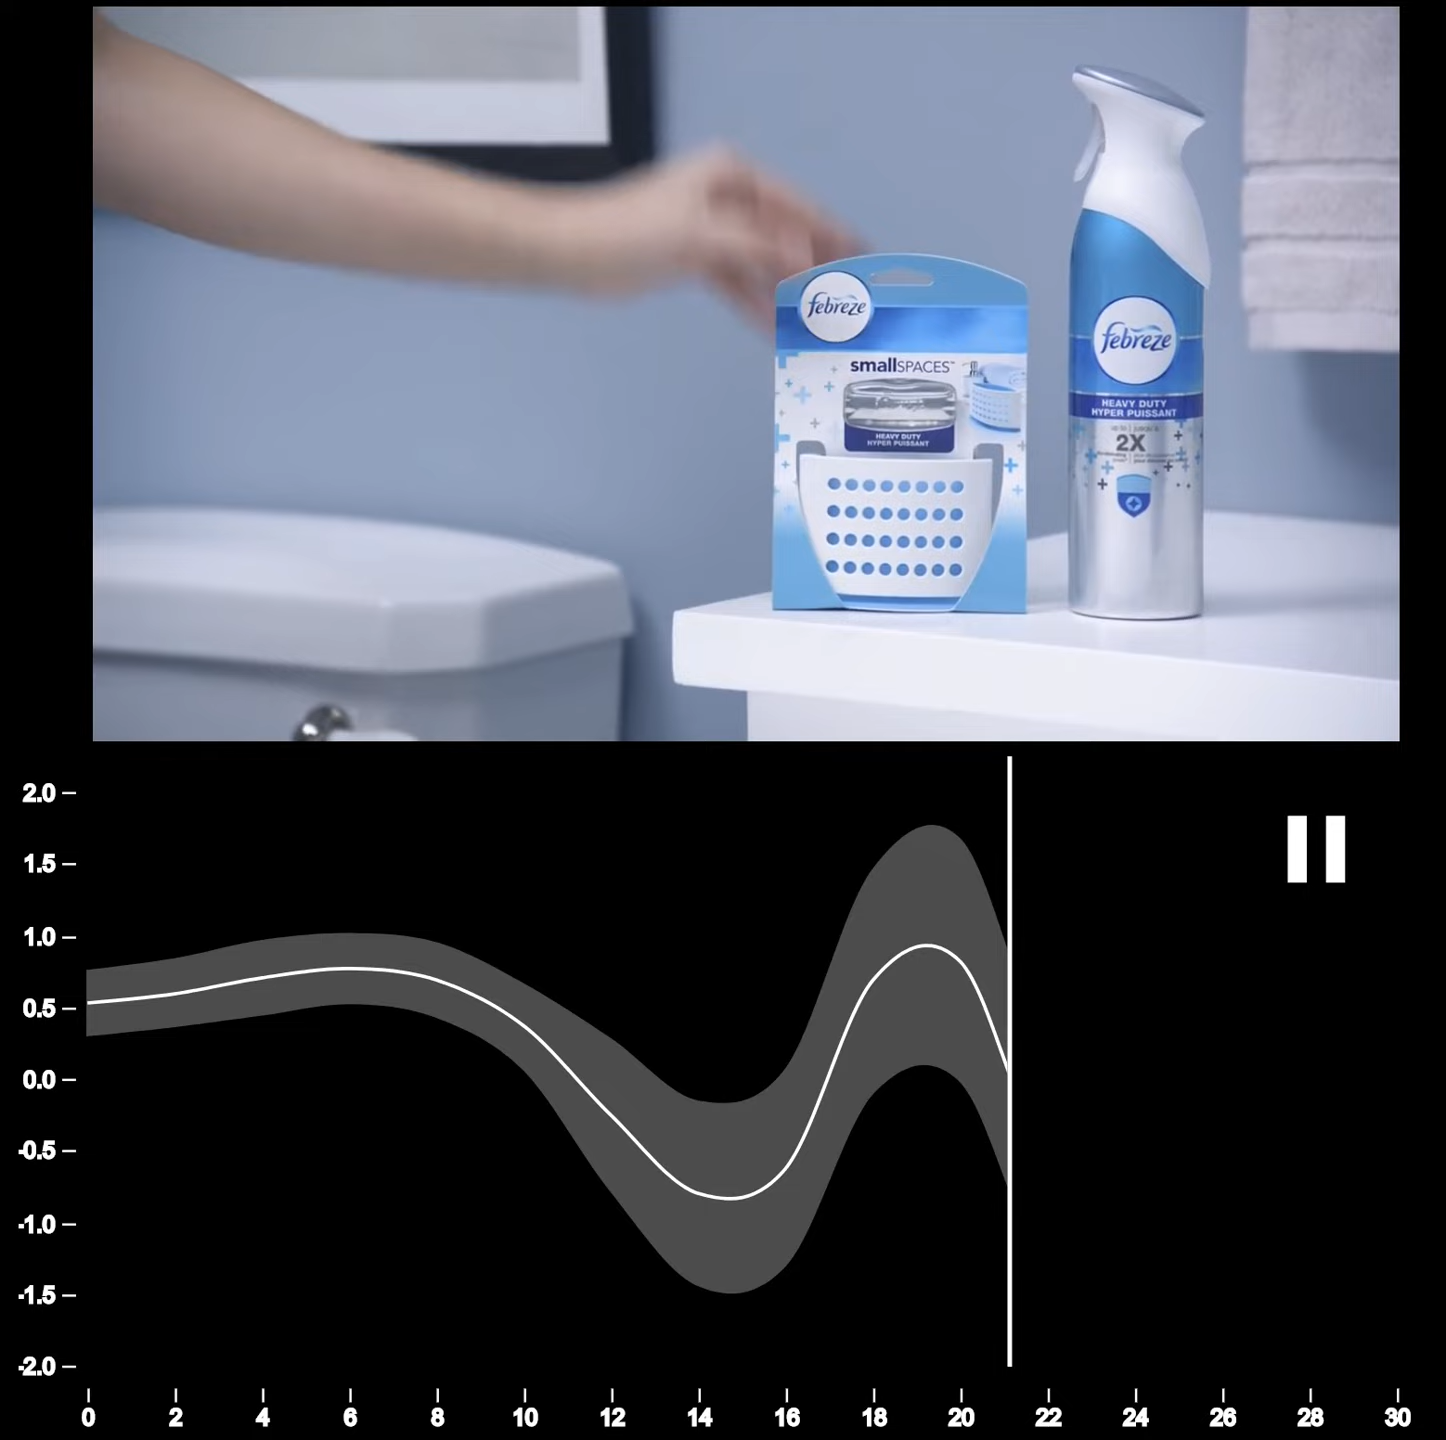 febreze
smallSPACES™
HEAVY DUTY
HYPER PUISSANT
febreze
HEAVY DUTY
HYPER PUISSANT
2X
2.0
1.5
1.0
0.5
0.0
-0.5
-1.0
-1.5
-2.0
0 2 4 6 8 10 12 14 16 18 20 22 24 26 28 30